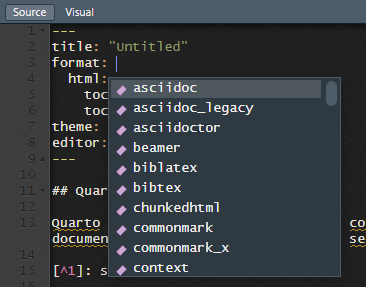 Source Visual
1 ---
2 title: "Untitled"
3 format:
4 html:
5 toc
6 toc
7 theme:
8 editor:
9 ---
10
11 ## Quar
12
13 Quarto co
documen se
14
15 [^1]: s
asciidoc
asciidoc_legacy
asciidoctor
beamer
biblatex
bibtex
chunkedhtml
commonmark
commonmark_x
context